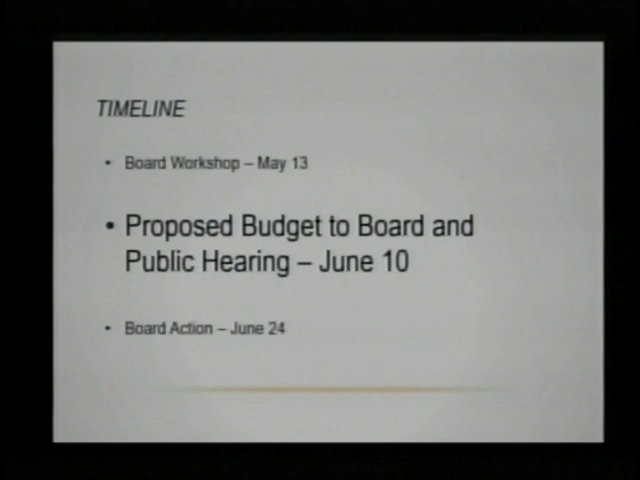 TIMELINE
• Board Workshop – May 13
• Proposed Budget to Board and
Public Hearing – June 10
• Board Action – June 24